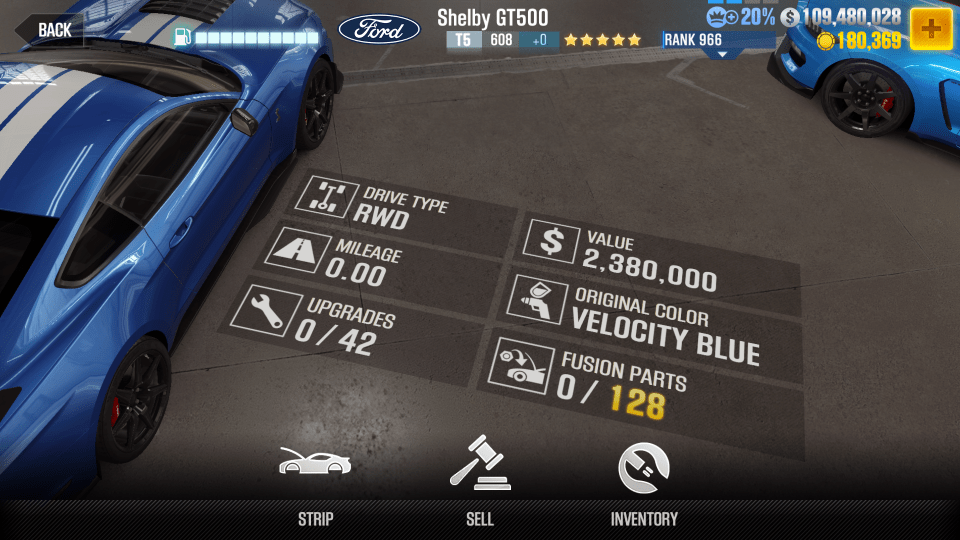 BACK
Ford
Shelby GT500
T5 608 +0
RANK 966
20%
109,480,028
180,369
DRIVE TYPE
RWD
MILEAGE
0.00
UPGRADES
0/42
VALUE
2,380,000
ORIGINAL COLOR
VELOCITY BLUE
FUSION PARTS
0/128
STRIP
SELL
INVENTORY